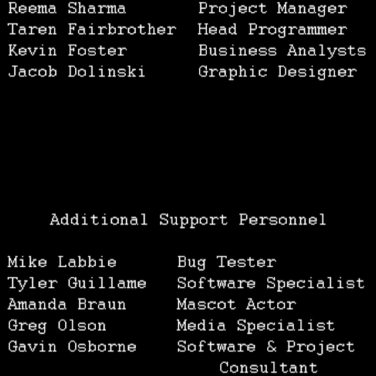 Reema Sharma Project Manager
Taren Fairbrother Head Programmer
Kevin Foster Business Analysts
Jacob Dolinski Graphic Designer
Additional Support Personnel
Mike Labbie Bug Tester
Tyler Guillame Software Specialist
Amanda Braun Mascot Actor
Greg Olson Media Specialist
Gavin Osborne Software & Project
Consultant